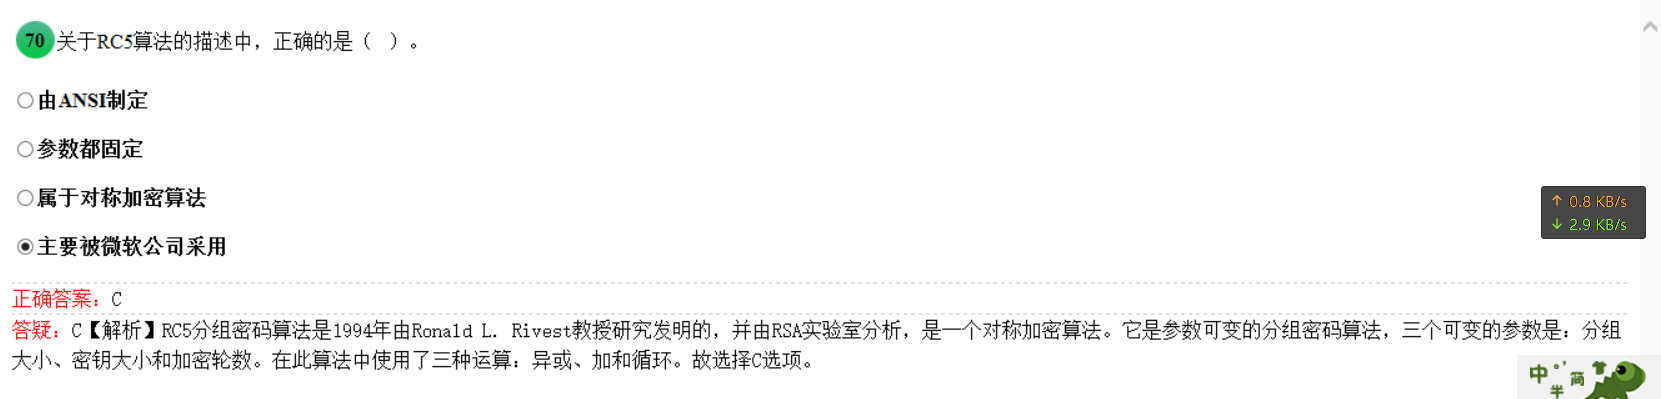 70 关于RC5算法的描述中，正确的是（ ）。
由ANSI制定
参数都固定
属于对称加密算法
↑ 0.8 KB/s
↓ 2.9 KB/s
主要被微软公司采用
正确答案：C
答疑：C【解析】RC5分组密码算法是1994年由Ronald L. Rivest教授研究发明的，并由RSA实验室分析，是一个对称加密算法。它是参数可变的分组密码算法，三个可变的参数是：分组
大小、密钥大小和加密轮数。在此算法中使用了三种运算：异或、加和循环。故选择C选项。
中 °’ 半 简